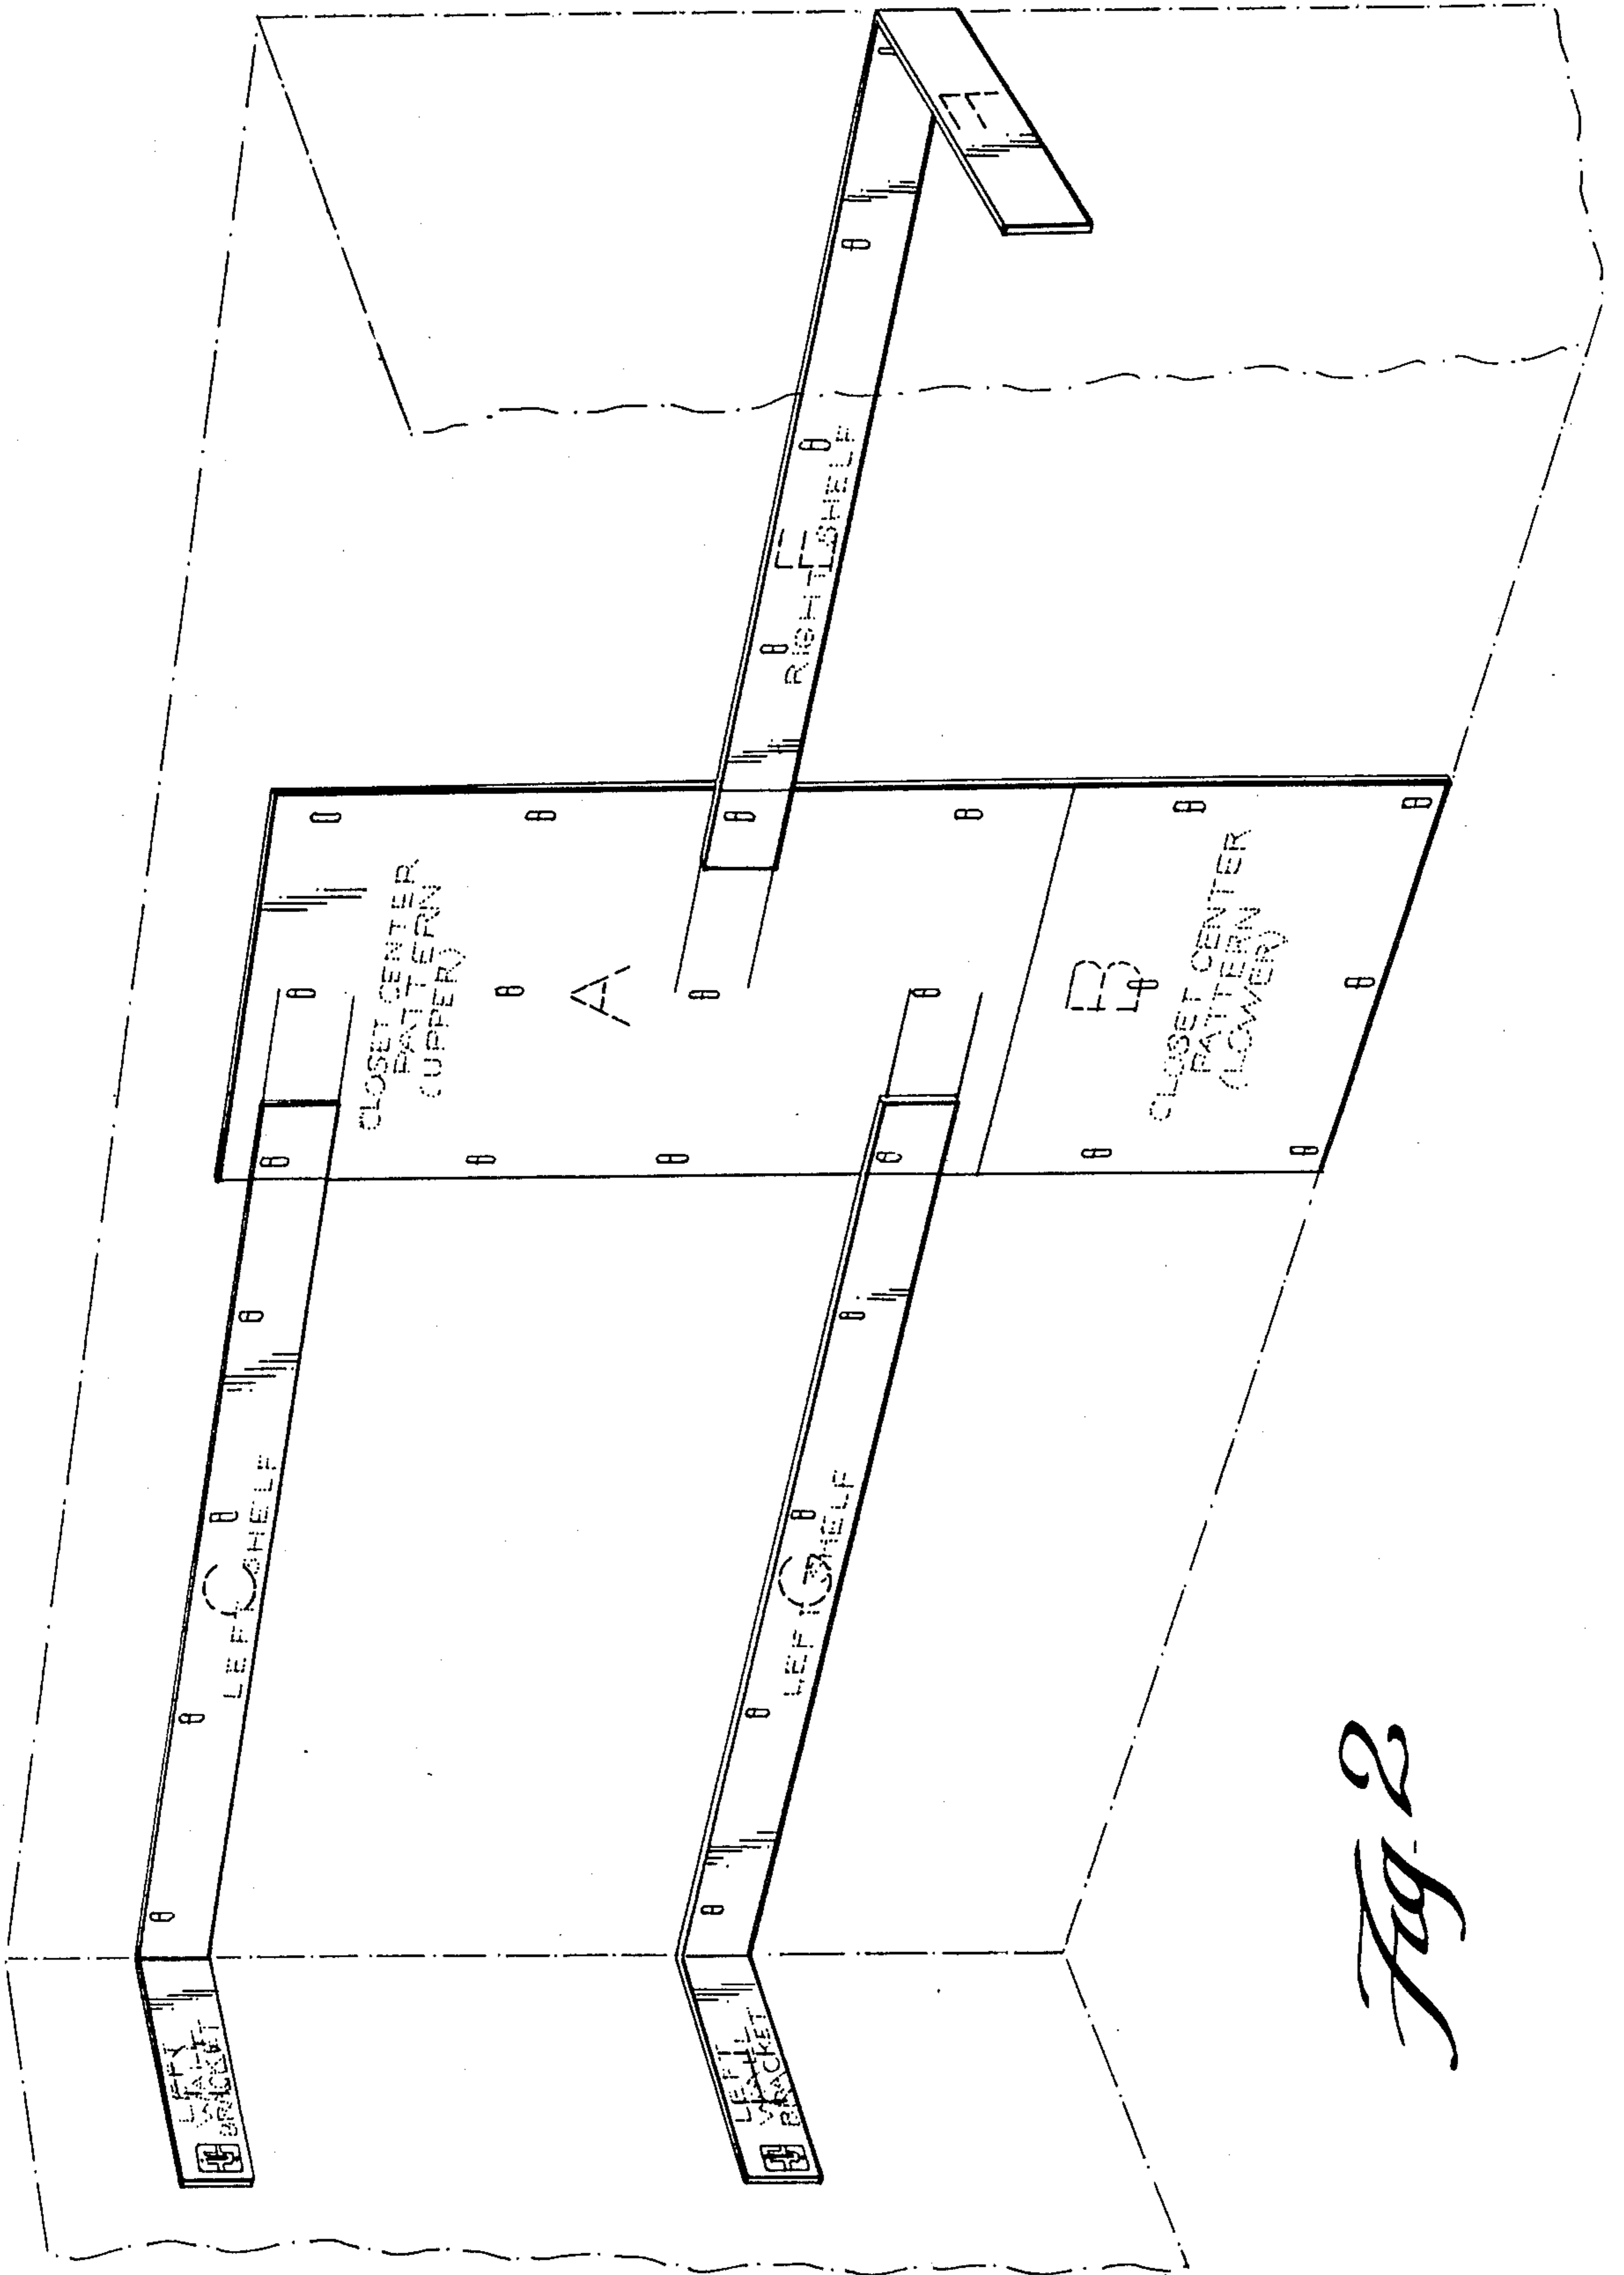 LEFT SHELF
C
CLOSET CENTER
PATTERN
(UPPER)
A
RIGHT SHELF
E
F
LEFT
WALL
BRACKET
LEFT SHELF
G
LEFT
WALL
BRACKET
B
CLOSET CENTER
PATTERN
(LOWER)
Fig. 2